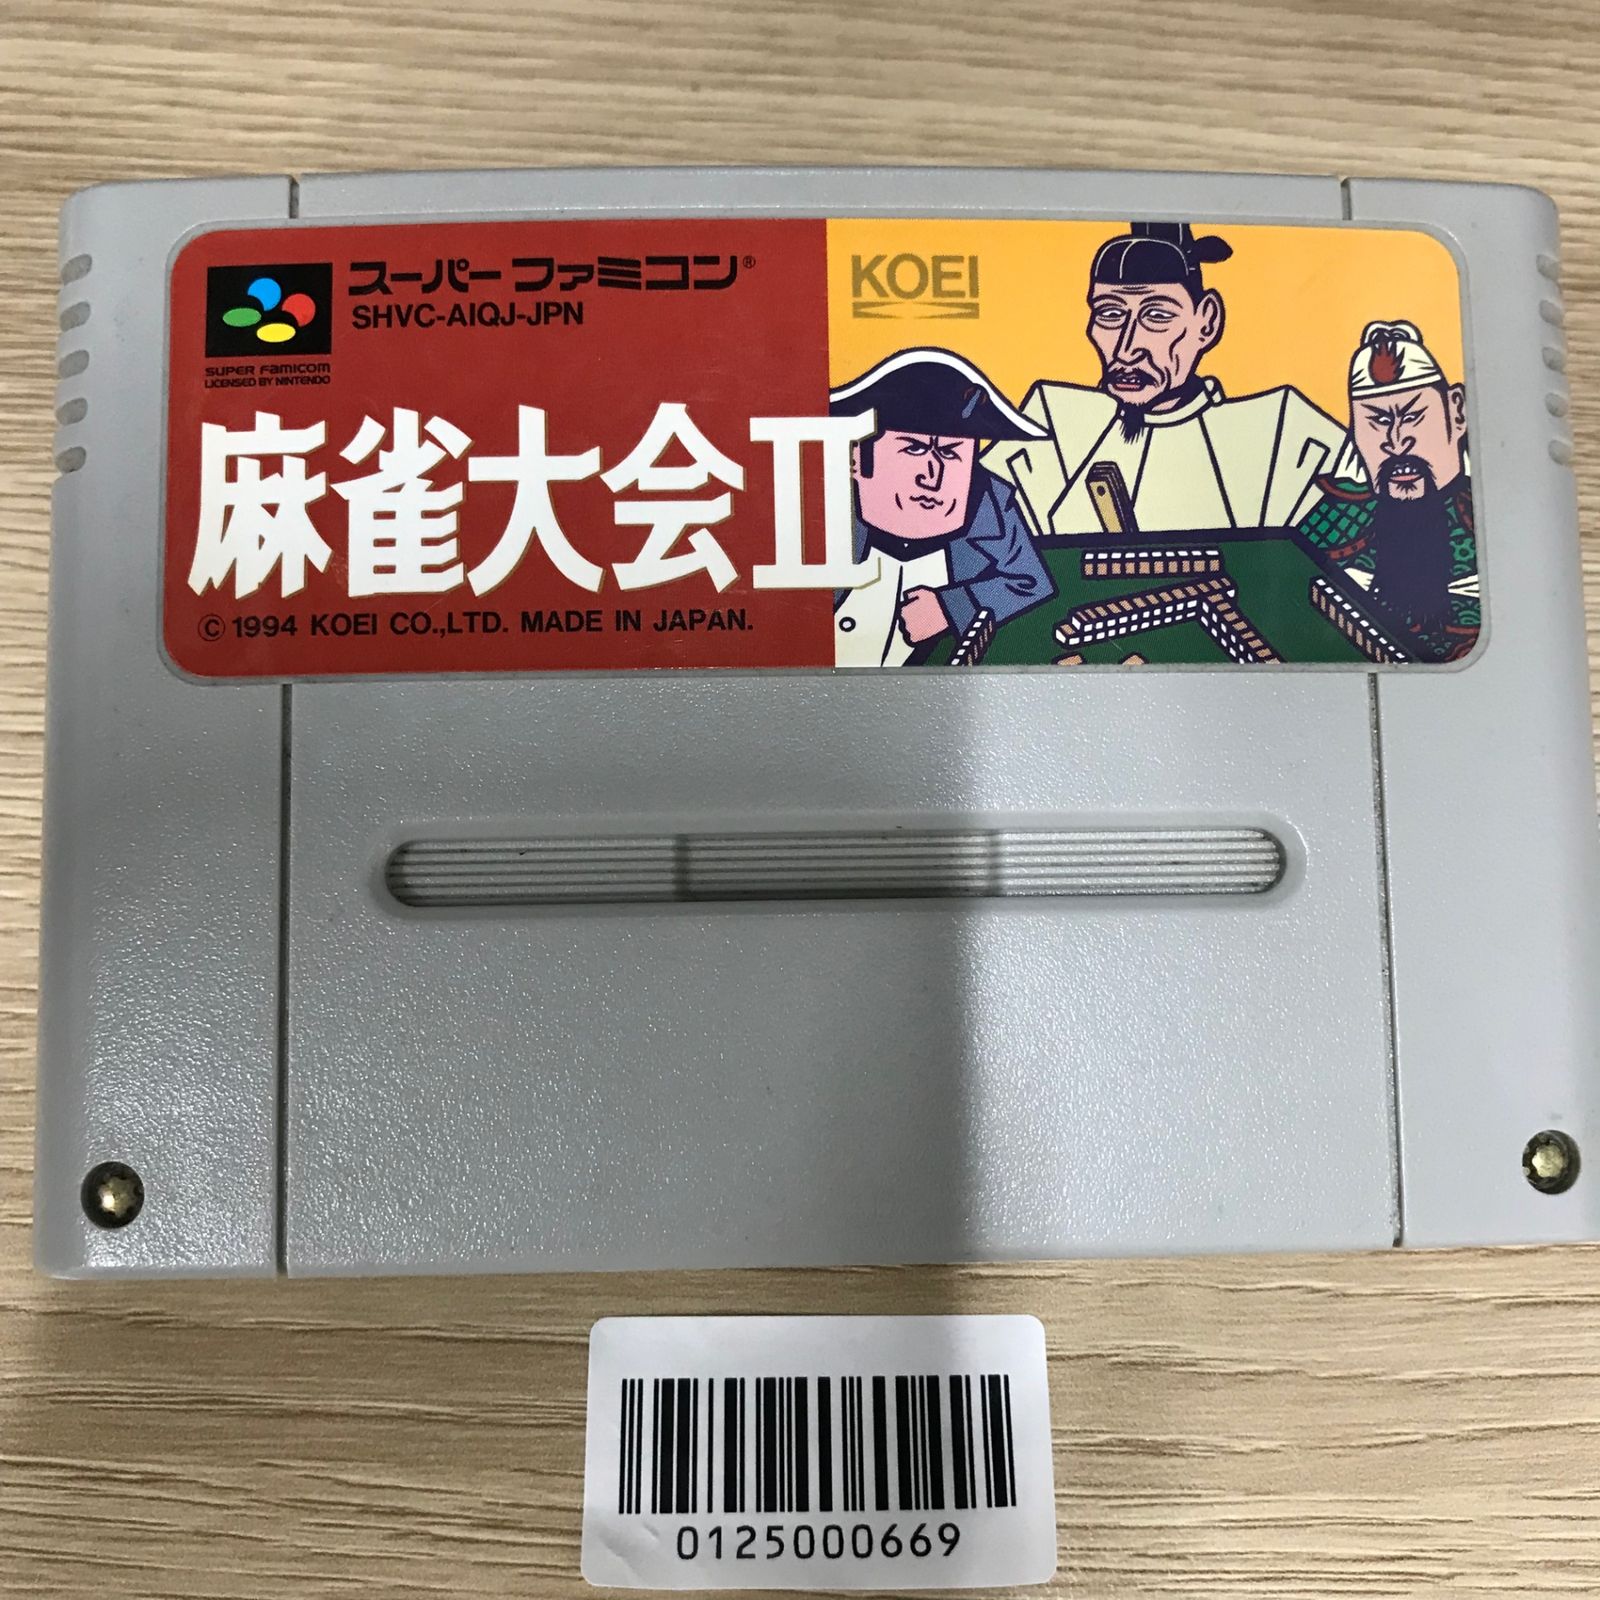 スーパーファミコン®
SHVC-AIQJ-JPN
SUPER FAMICOM
LICENSED BY NINTENDO
KOEI
麻雀大会II
© 1994 KOEI CO.,LTD. MADE IN JAPAN.
0125000669